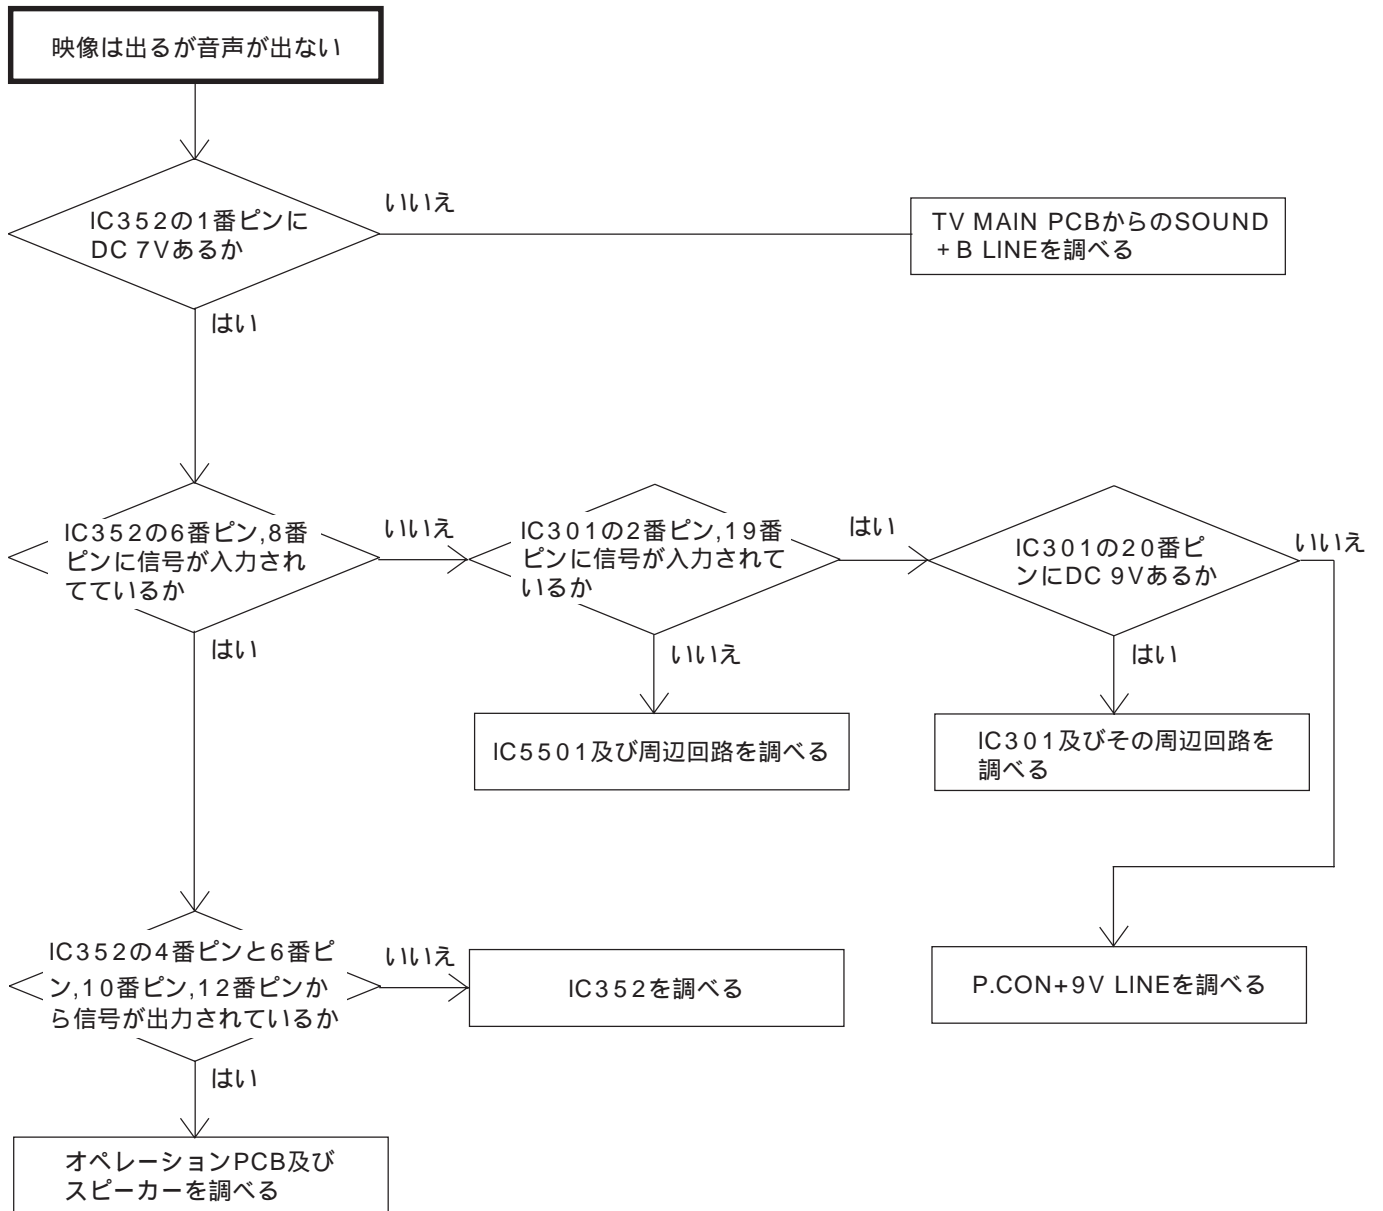 映像は出るが音声が出ない
IC352の1番ピンに
DC 7Vあるか
いいえ
TV MAIN PCBからのSOUND
+B LINEを調べる
はい
IC352の6番ピン,8番
ピンに信号が入力され
てているか
いいえ
IC301の2番ピン,19番
ピンに信号が入力されて
いるか
はい
IC301の20番ピ
ンにDC 9Vあるか
いいえ
はい
いいえ
はい
IC5501及び周辺回路を調べる
IC301及びその周辺回路を
調べる
IC352の4番ピンと6番ピ
ン,10番ピン,12番ピンか
ら信号が出力されているか
いいえ
IC352を調べる
P.CON+9V LINEを調べる
はい
オペレーションPCB及び
スピーカーを調べる